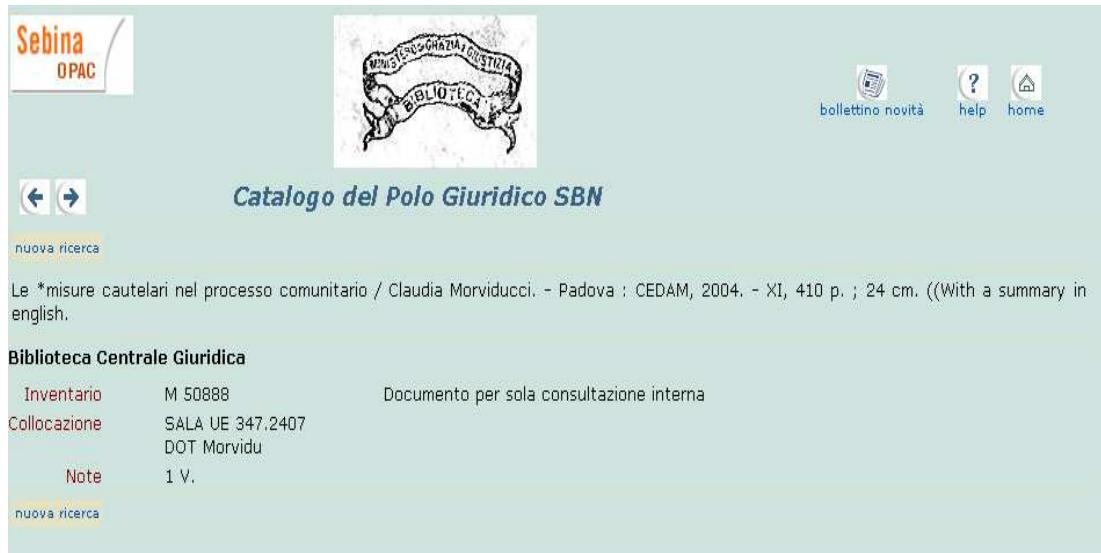 Sebina
OPAC
MINISTERO DI GRAZIA E GIUSTIZIA
BIBLIOTECA
bollettino novità
help
home
Catalogo del Polo Giuridico SBN
nuova ricerca
Le *misure cautelari nel processo comunitario / Claudia Morviducci. - Padova : CEDAM, 2004. - XI, 410 p. ; 24 cm. ((With a summary in
english.
Biblioteca Centrale Giuridica
Inventario M 50888 Documento per sola consultazione interna
Collocazione SALA UE 347.2407
DOT Morvidu
Note 1 V.
nuova ricerca